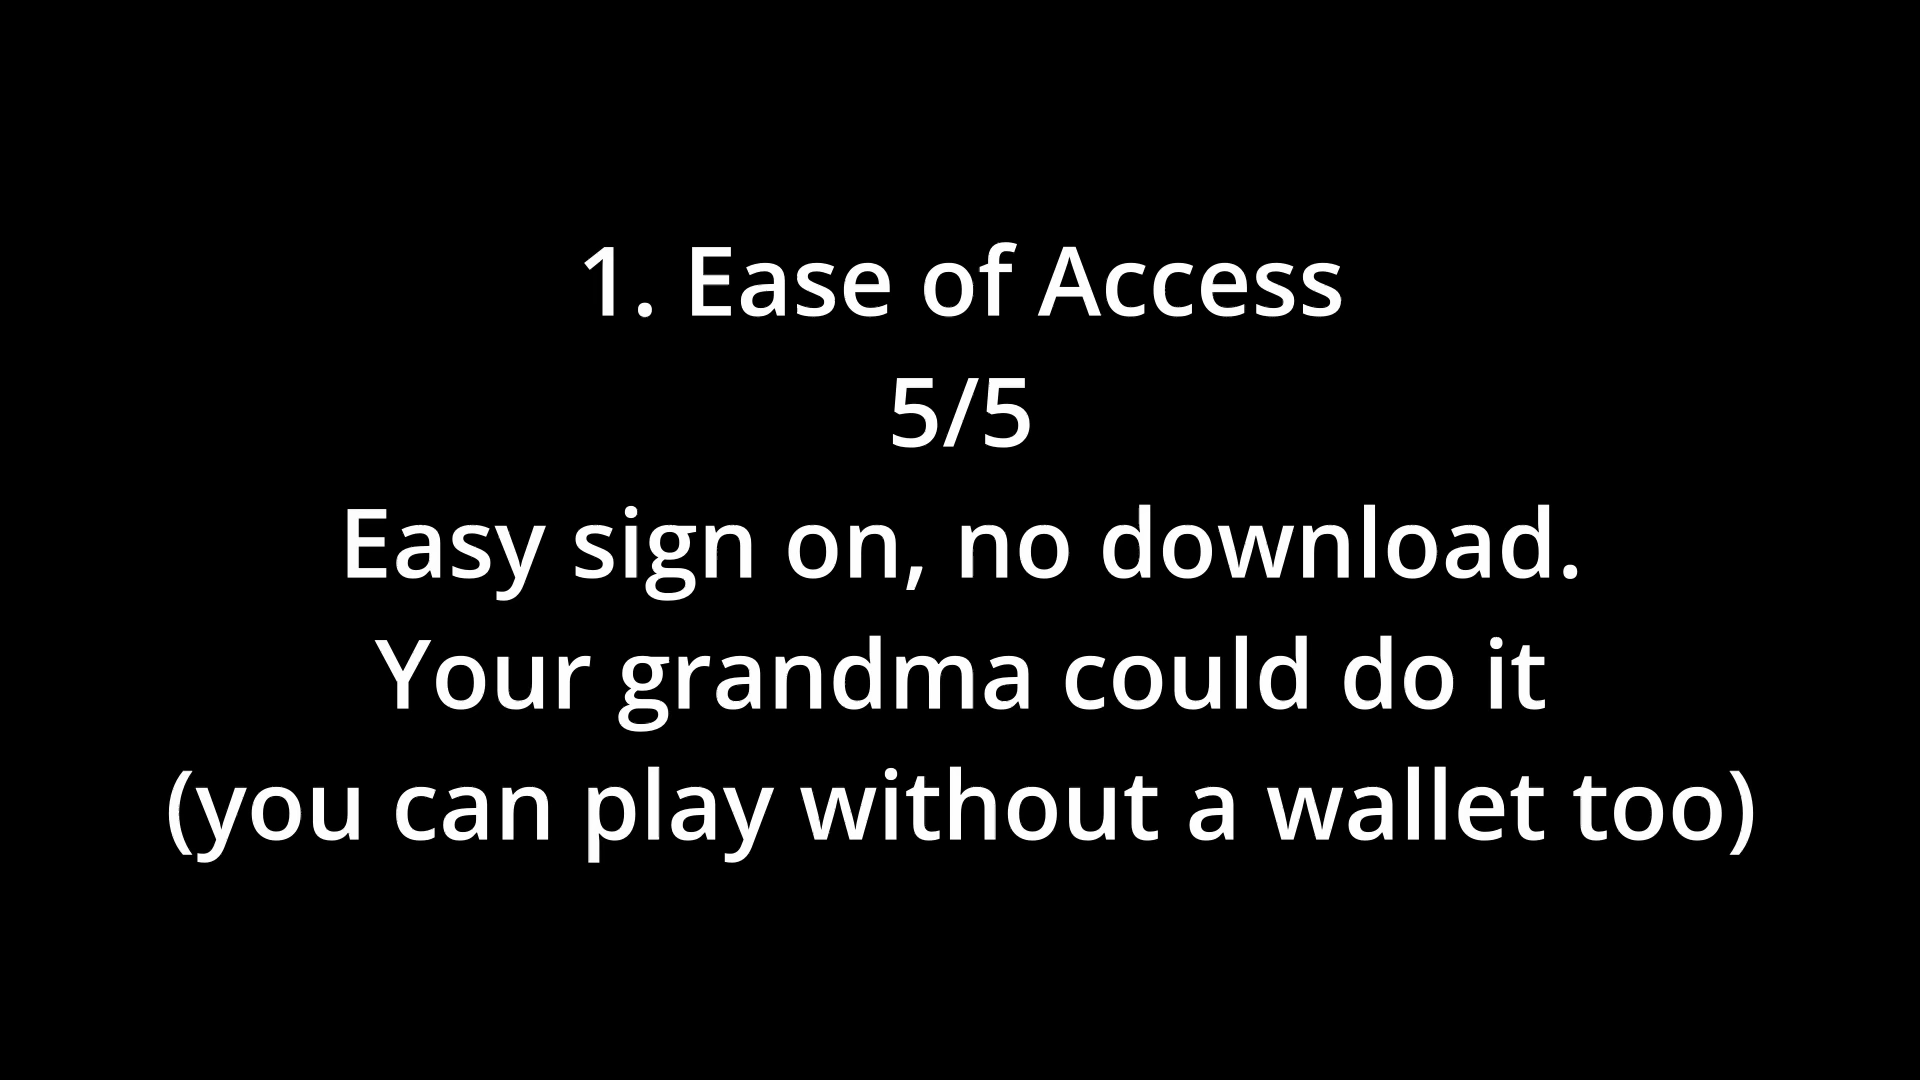 1. Ease of Access
5/5
Easy sign on, no download.
Your grandma could do it
(you can play without a wallet too)